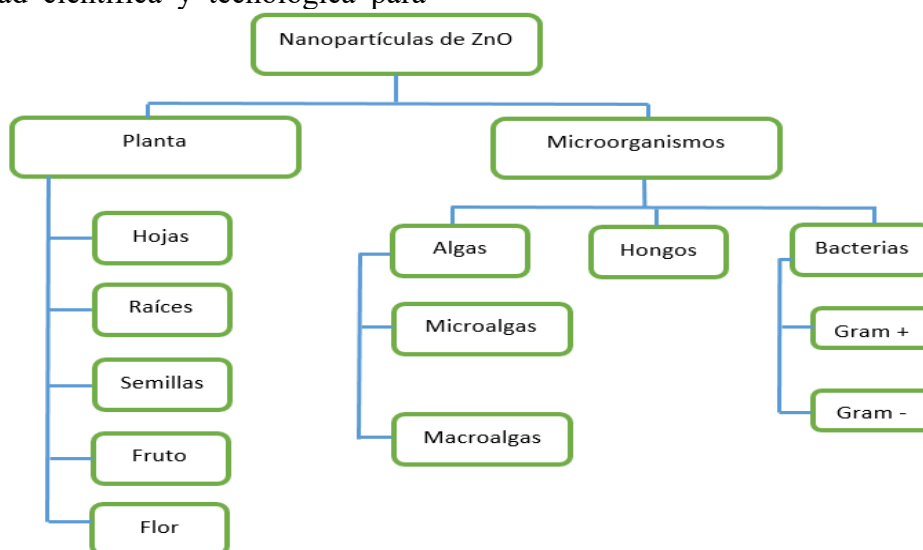 científica y tecnológica para
Nanopartículas de ZnO
Planta
Microorganismos
Hojas
Raíces
Semillas
Fruto
Flor
Algas
Microalgas
Macroalgas
Hongos
Bacterias
Gram +
Gram -